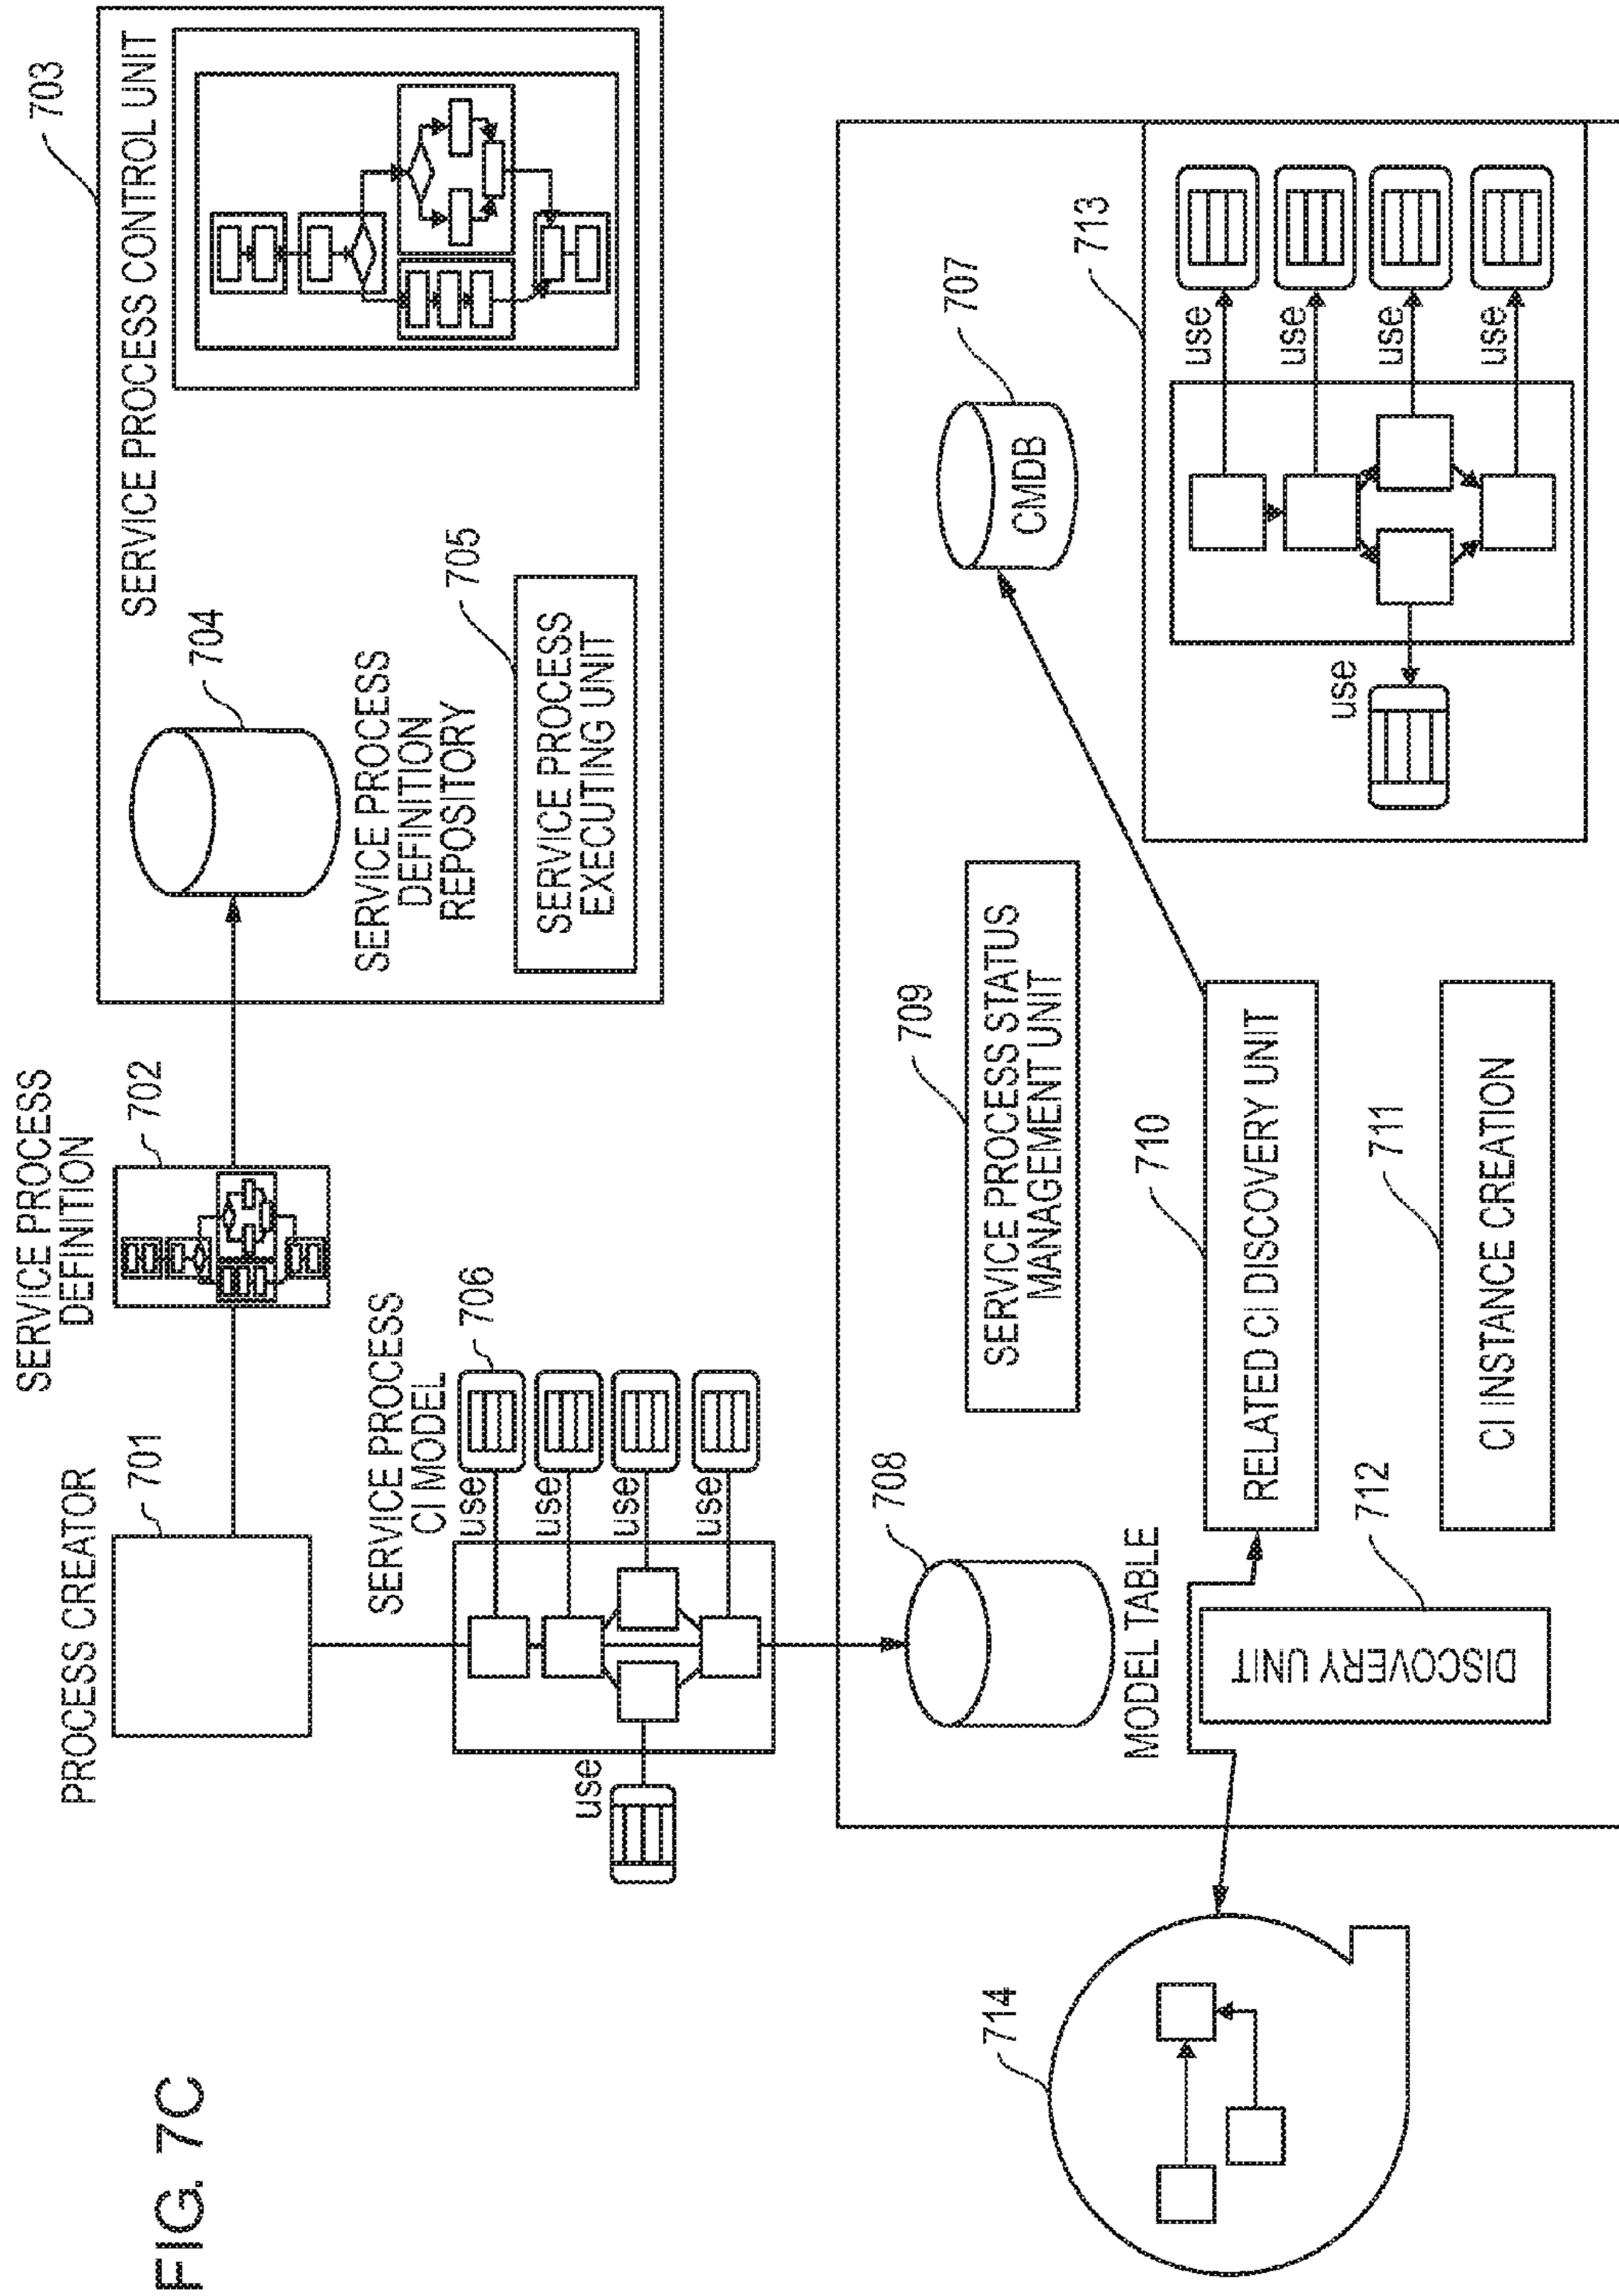 FIG. 7C
PROCESS CREATOR
701
SERVICE PROCESS
DEFINITION
702
703
SERVICE PROCESS CONTROL UNIT
704
SERVICE PROCESS
DEFINITION
REPOSITORY
705
SERVICE PROCESS
EXECUTING UNIT
SERVICE PROCESS
CI MODEL
706
use
use
use
use
use
708
MODEL TABLE
709
SERVICE PROCESS STATUS
MANAGEMENT UNIT
707
CMDB
710
RELATED CI DISCOVERY UNIT
711
CI INSTANCE CREATION
712
DISCOVERY UNIT
713
use
use
use
use
use
714